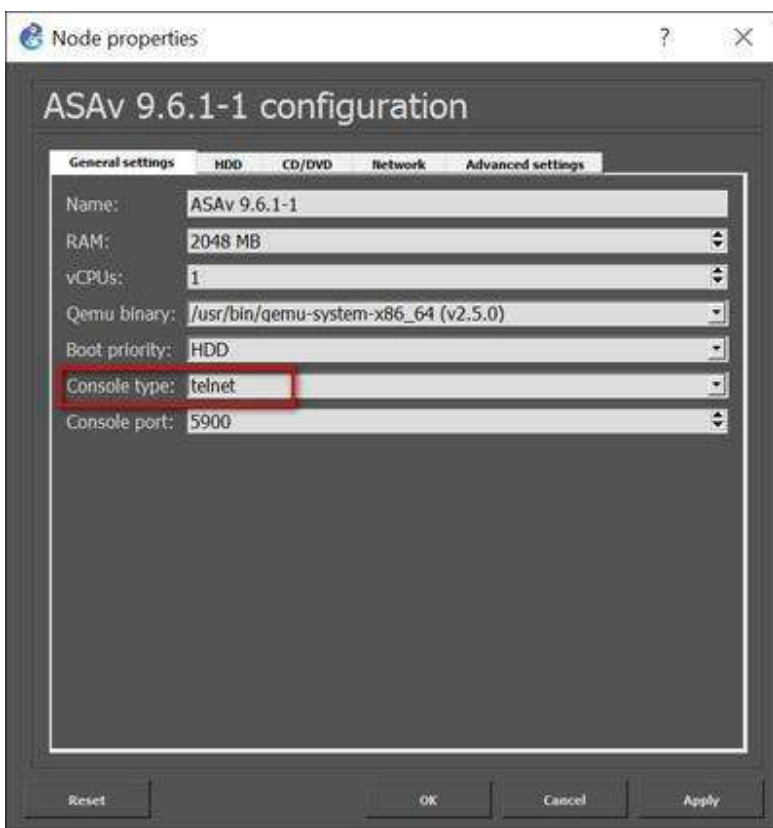 Node properties ? ×
ASAv 9.6.1-1 configuration
General settings HDD CD/DVD Network Advanced settings
Name: ASAv 9.6.1-1
RAM: 2048 MB
vCPUs: 1
Qemu binary: /usr/bin/qemu-system-x86_64 (v2.5.0)
Boot priority: HDD
Console type: telnet
Console port: 5900
Reset OK Cancel Apply